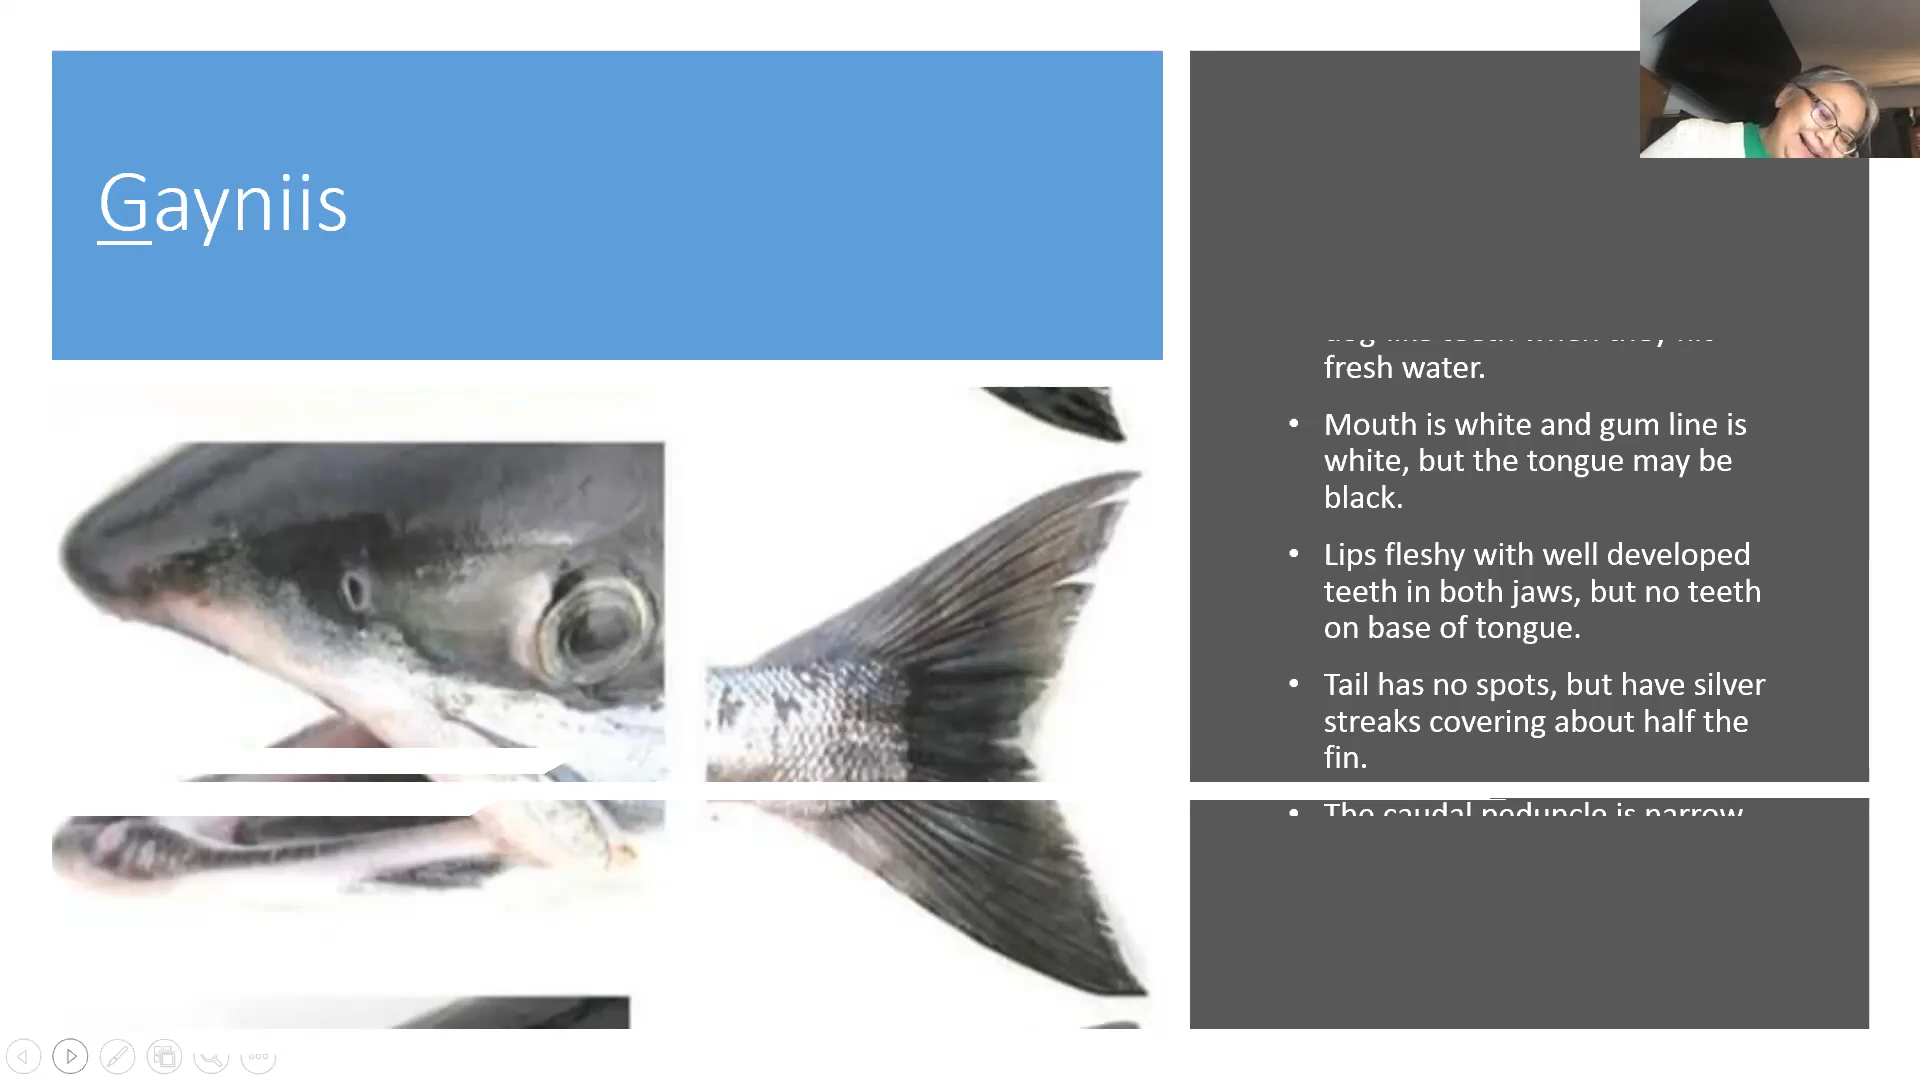 G̲ayniis
fresh water.
• Mouth is white and gum line is
white, but the tongue may be
black.
• Lips fleshy with well developed
teeth in both jaws, but no teeth
on base of tongue.
• Tail has no spots, but have silver
streaks covering about half the
fin.
• The caudal peduncle is narrow